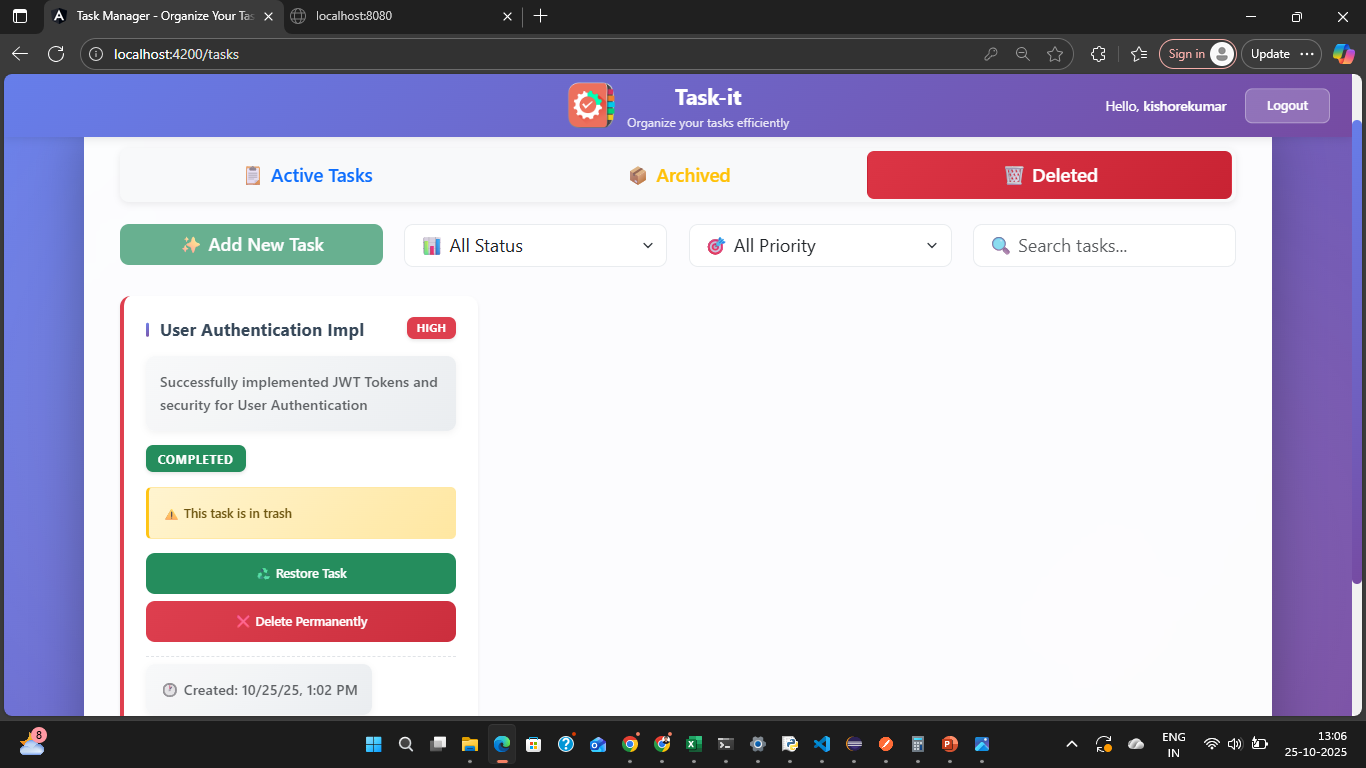 Task Manager - Organize Your Tas
localhost:8080
localhost:4200/tasks
Sign in
Update
Task-it
Organize your tasks efficiently
Hello, kishorekumar
Logout
Active Tasks
Archived
Deleted
Add New Task
All Status
All Priority
Search tasks...
User Authentication Impl
HIGH
Successfully implemented JWT Tokens and
security for User Authentication
COMPLETED
This task is in trash
Restore Task
Delete Permanently
Created: 10/25/25, 1:02 PM
8
ENG
IN
13:06
25-10-2025